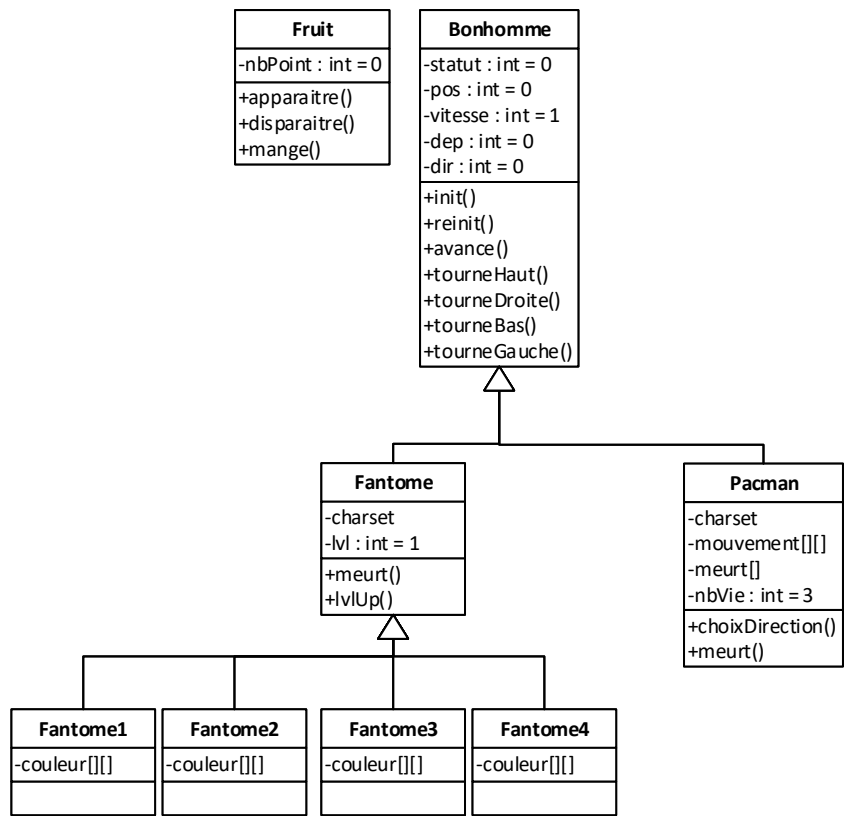 Fruit
-nbPoint : int = 0
+apparaitre()
+disparaitre()
+mange()
Bonhomme
-statut : int = 0
-pos : int = 0
-vitesse : int = 1
-dep : int = 0
-dir : int = 0
+init()
+reinit()
+avance()
+tourneHaut()
+tourneDroite()
+tourneBas()
+tourneGauche()
Fantome
-charset
-lvl : int = 1
+meurt()
+lvlUp()
Pacman
-charset
-mouvement[][]
-meurt[]
-nbVie : int = 3
+choixDirection()
+meurt()
Fantome1
-couleur[][]
Fantome2
-couleur[][]
Fantome3
-couleur[][]
Fantome4
-couleur[][]